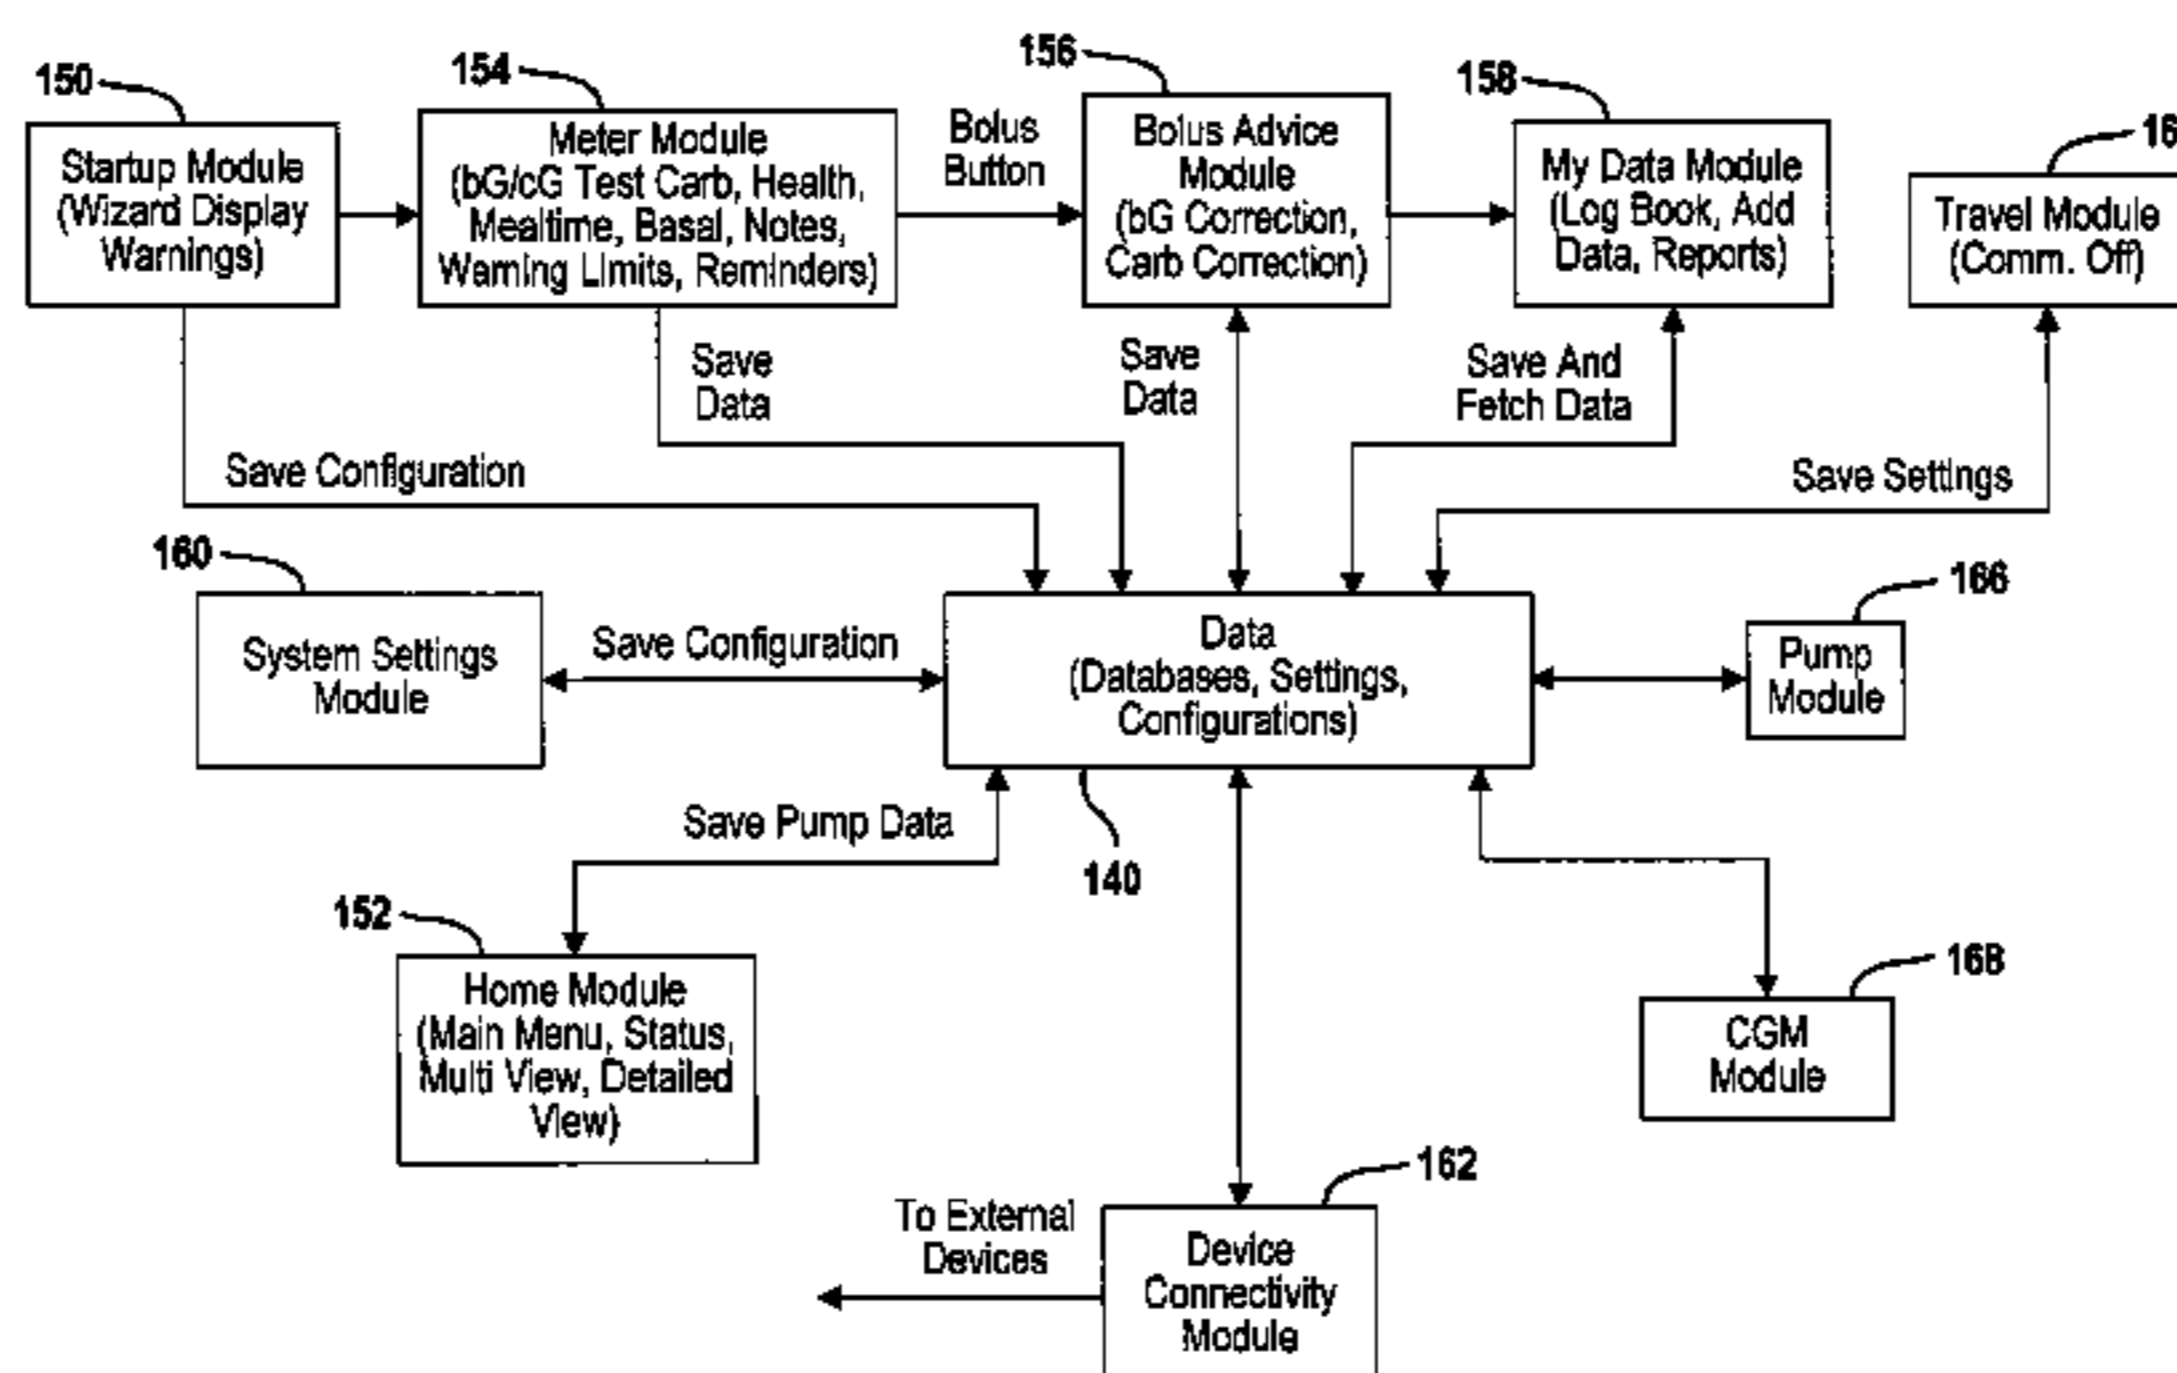 150
Startup Module
(Wizard Display
Warnings)
154
Meter Module
(bG/cG Test Carb, Health,
Mealtime, Basal, Notes,
Warning Limits, Reminders)
Bolus
Button
156
Bolus Advice
Module
(bG Correction,
Carb Correction)
158
My Data Module
(Log Book, Add
Data, Reports)
16
Travel Module
(Comm. Off)
Save
Data
Save
Data
Save And
Fetch Data
Save Configuration
Save Settings
160
System Settings
Module
Save Configuration
Data
(Databases, Settings,
Configurations)
166
Pump
Module
Save Pump Data
140
152
Home Module
(Main Menu, Status,
Multi View, Detailed
View)
168
CGM
Module
162
To External
Devices
Device
Connectivity
Module